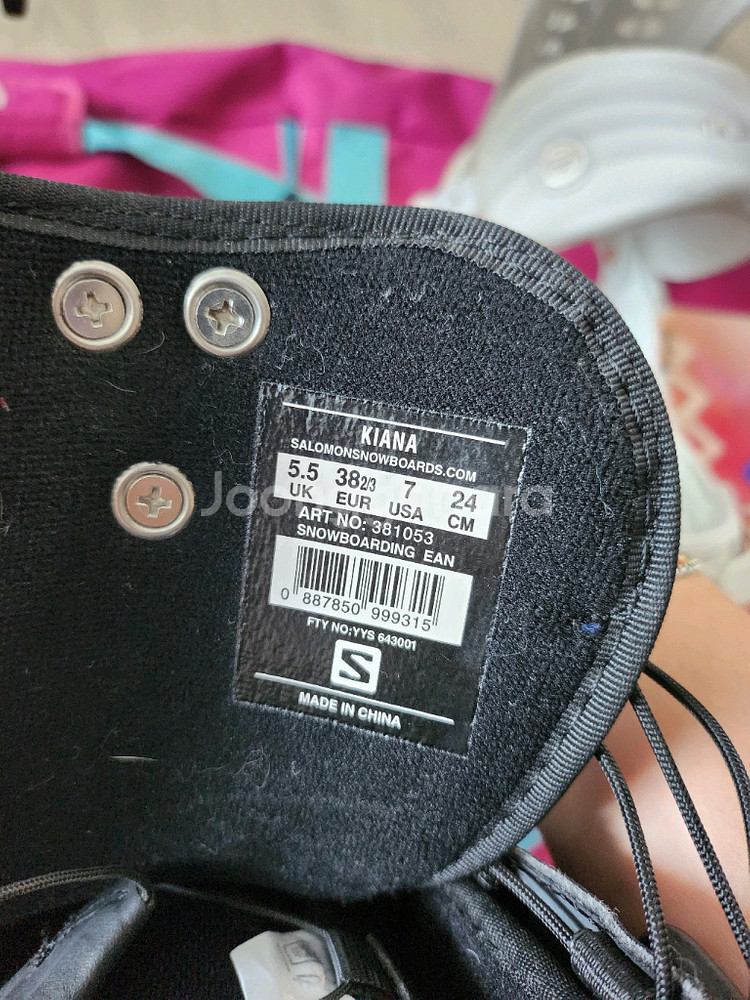 KIANA
SALOMONSNOWBOARDS.COM
5.5 38 2/3 7 24
UK EUR USA CM
ART NO: 381053
SNOWBOARDING EAN
0 887850 999315
FTY NO:YYS 643001
S
MADE IN CHINA